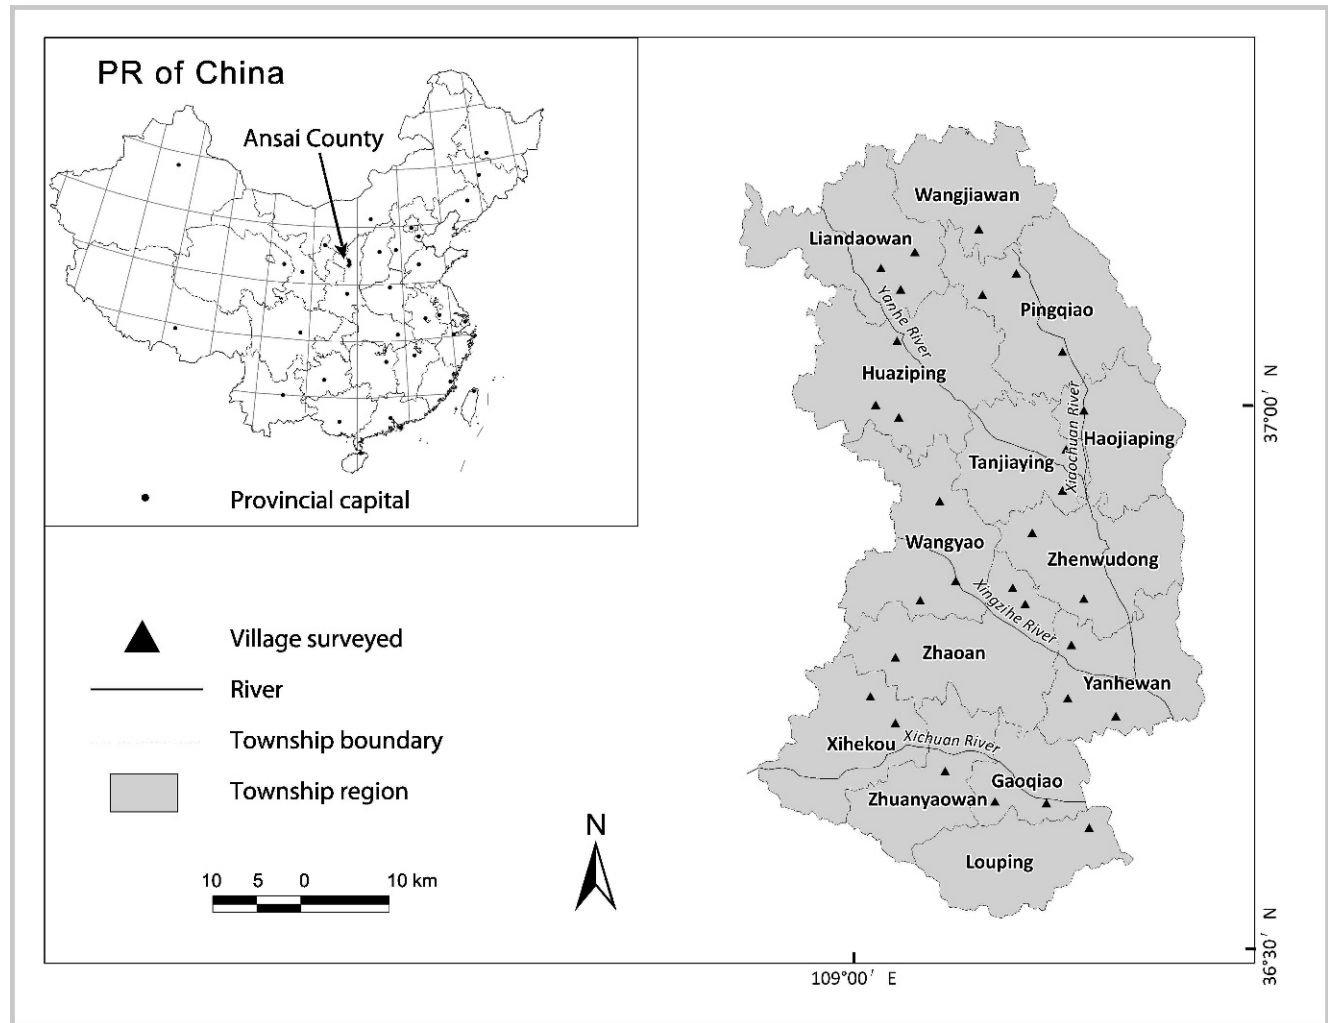 PR of China
Ansai County
Provincial capital
Village surveyed
River
Township boundary
Township region
10 5 0 10 km
N
Wangjiawan
Liandaowan
Yanhe River
Pingqiao
Huaziping
Xiaochuan River
Haojiaping
Tanjiaying
Wangyao
Zhenwudong
Xingzihe River
Zhaoan
Yanhewan
Xihekou
Xichuan River
Gaoqiao
Zhuanyaowan
Louping
37°00′ N
36°30′ N
109°00′ E